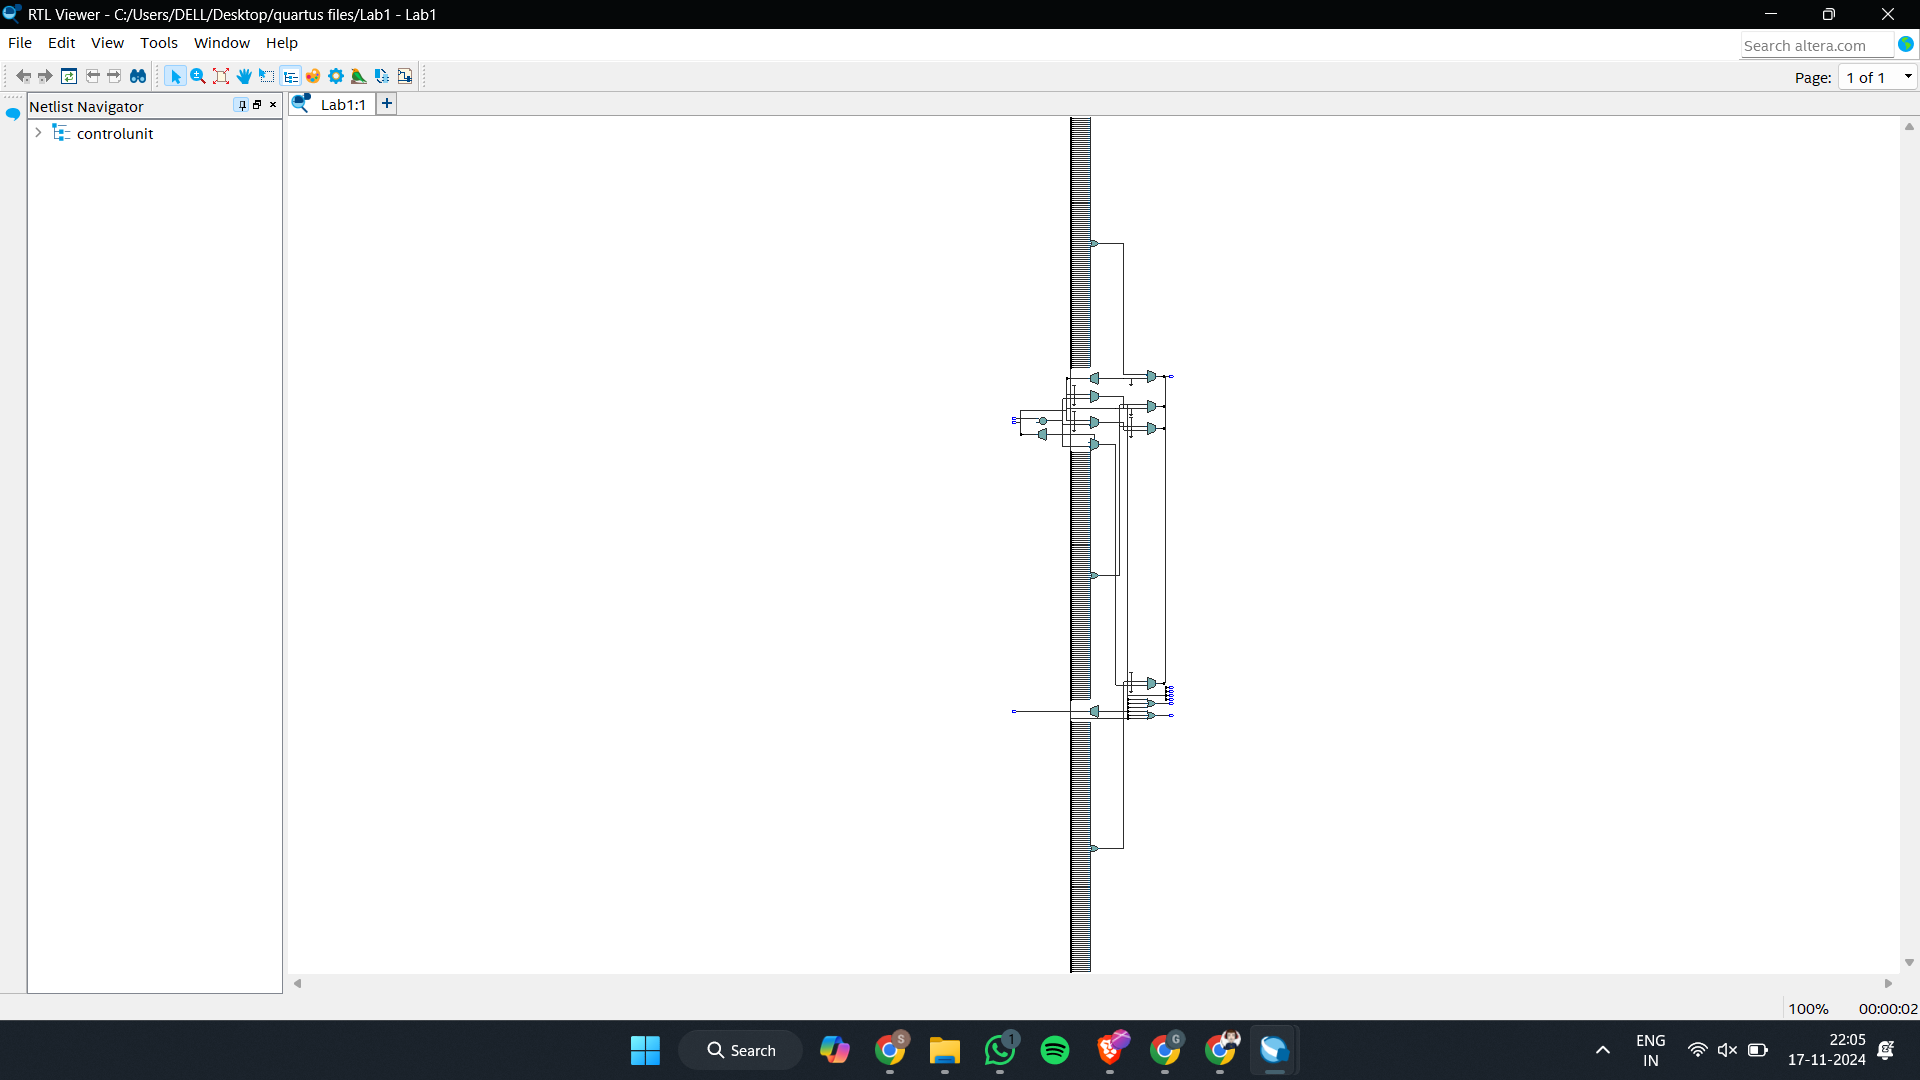 RTL Viewer - C:/Users/DELL/Desktop/quartus files/Lab1 - Lab1
File Edit View Tools Window Help
Search altera.com
Page: 1 of 1
Netlist Navigator
Lab1:1
controlunit
100% 00:00:02
Search
S
1
G
ENG
IN
22:05
17-11-2024